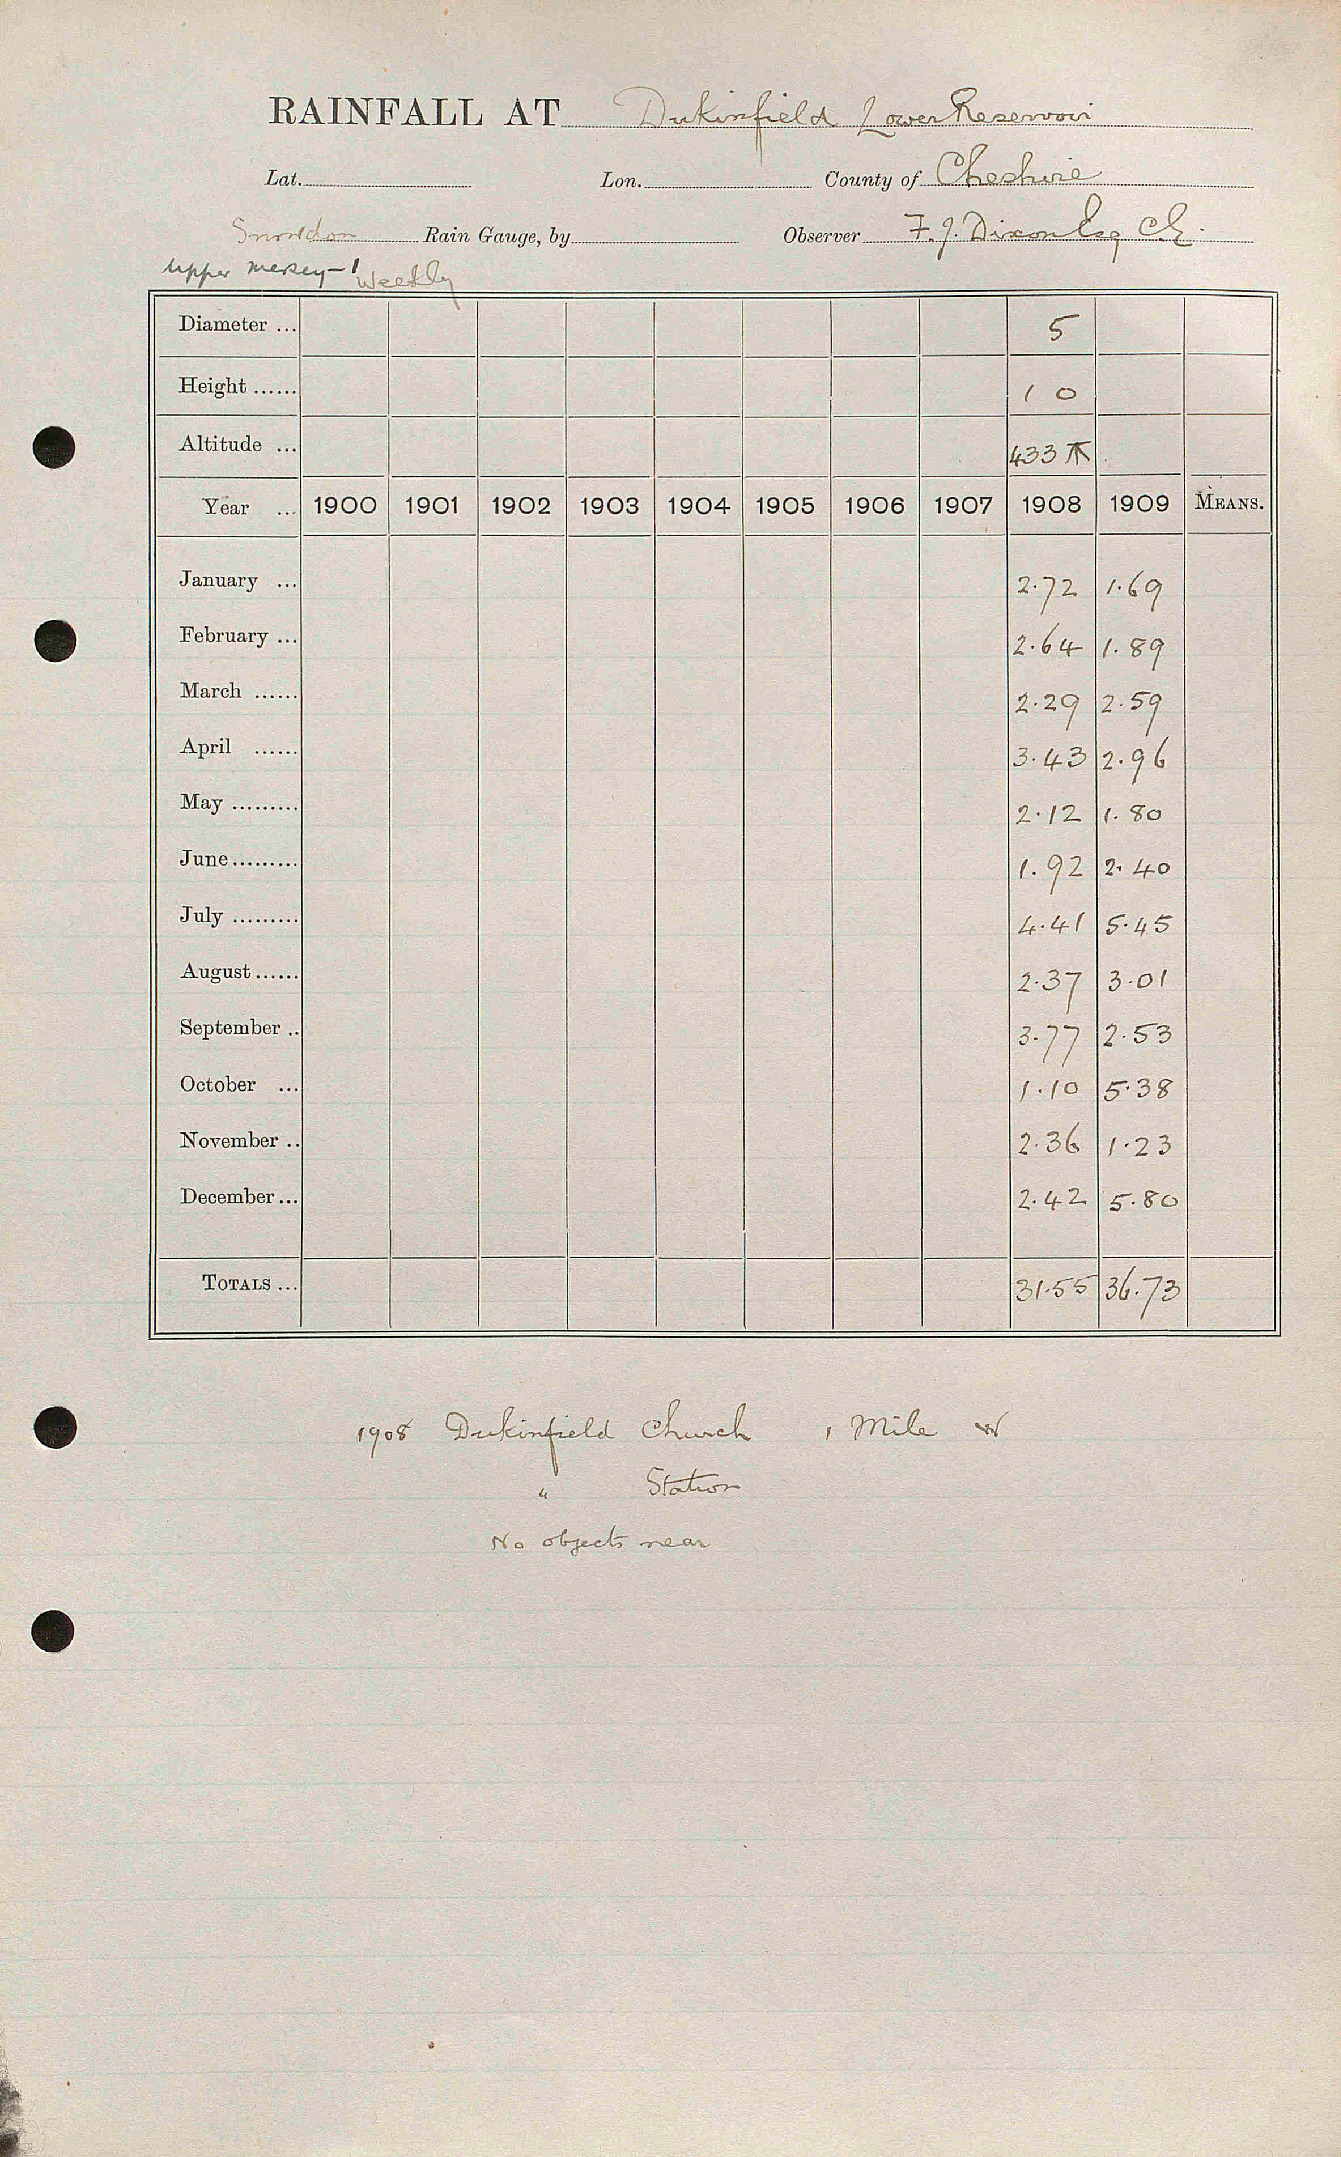 RAINFALL AT Dukinfield Lower Reservoir
Lat. Lon. County of Cheshire
Snowdon Rain Gauge, by Observer F. J. Dixon Esq CE.
Upper Mersey-1 Weekly
Diameter ... 5
Height ...... 1 0
Altitude ... 433
Year ... 1900 1901 1902 1903 1904 1905 1906 1907 1908 1909 MEANS.
January ... 2.72 1.69
February ... 2.64 1.89
March ...... 2.29 2.59
April ...... 3.43 2.96
May ......... 2.12 1.80
June ......... 1.92 2.40
July ......... 4.41 5.45
August ...... 2.37 3.01
September .. 3.77 2.53
October ... 1.10 5.38
November .. 2.36 1.23
December ... 2.42 5.80
TOTALS ... 31.55 36.73
1908 Dukinfield Church 1 Mile W
" Station
No objects near